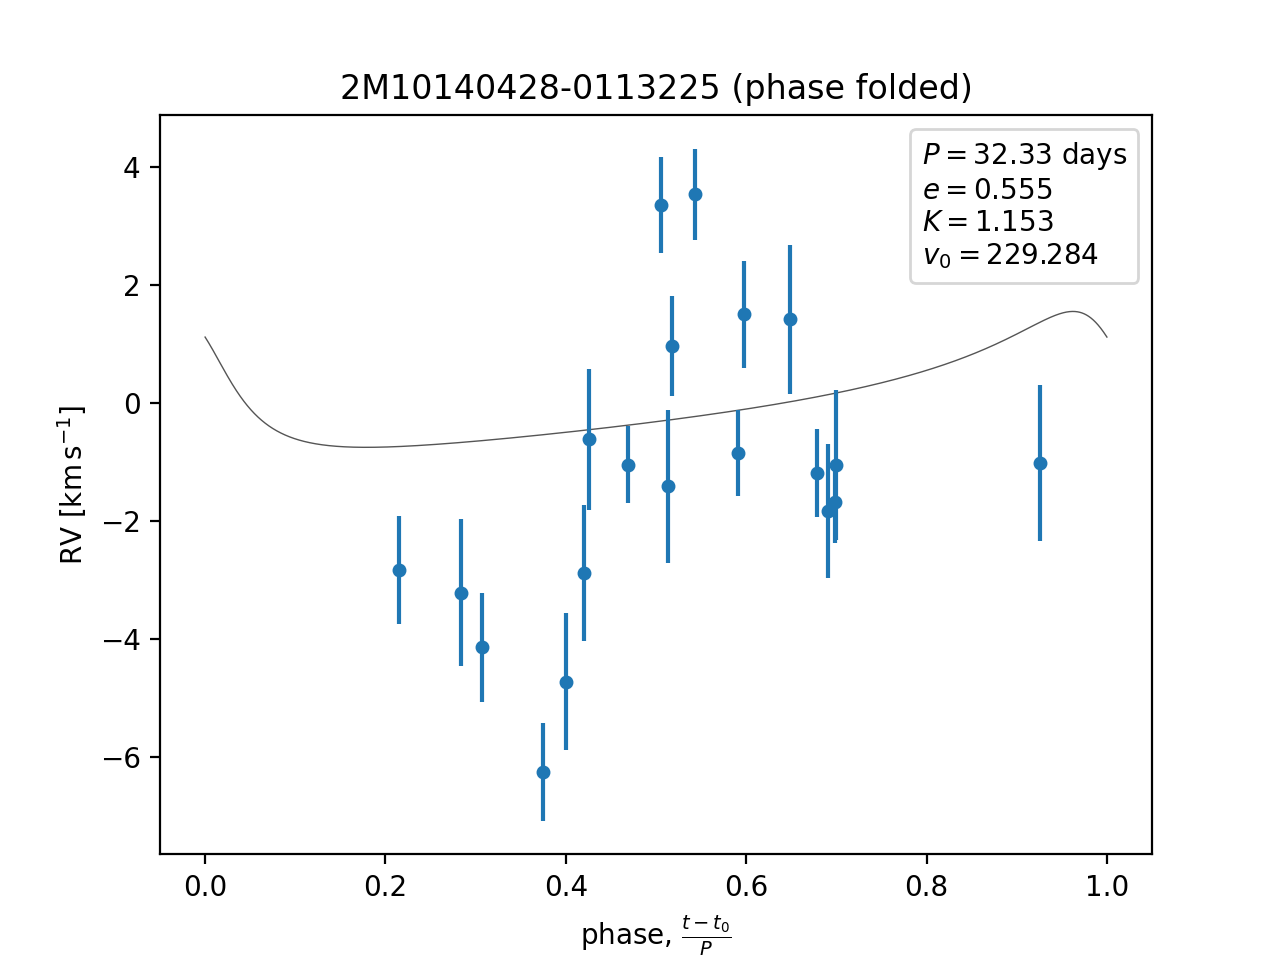 2M10140428-0113225 (phase folded)
P = 32.33 days
e = 0.555
K = 1.153
v₀ = 229.284
RV [km s⁻¹]
4
2
0
−2
−4
−6
0.0 0.2 0.4 0.6 0.8 1.0
phase, (t − t₀)/P